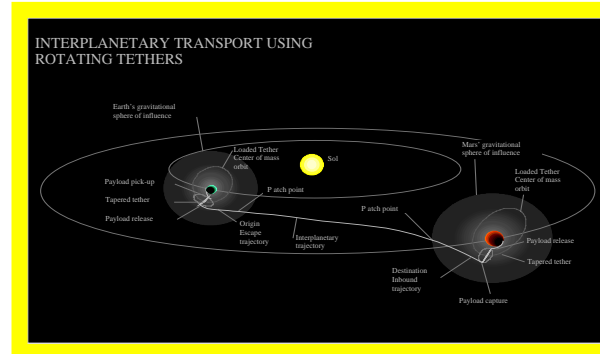 INTERPLANETARY TRANSPORT USING
ROTATING TETHERS
Earth's gravitational
sphere of influence
Loaded Tether
Center of mass
orbit
Sol
Mars' gravitational
sphere of influence
Loaded Tether
Center of mass
orbit
Payload pick-up
Tapered tether
Payload release
P atch point
P atch point
Origin
Escape
trajectory
Interplanetary
trajectory
Payload release
Tapered tether
Destination
Inbound
trajectory
Payload capture